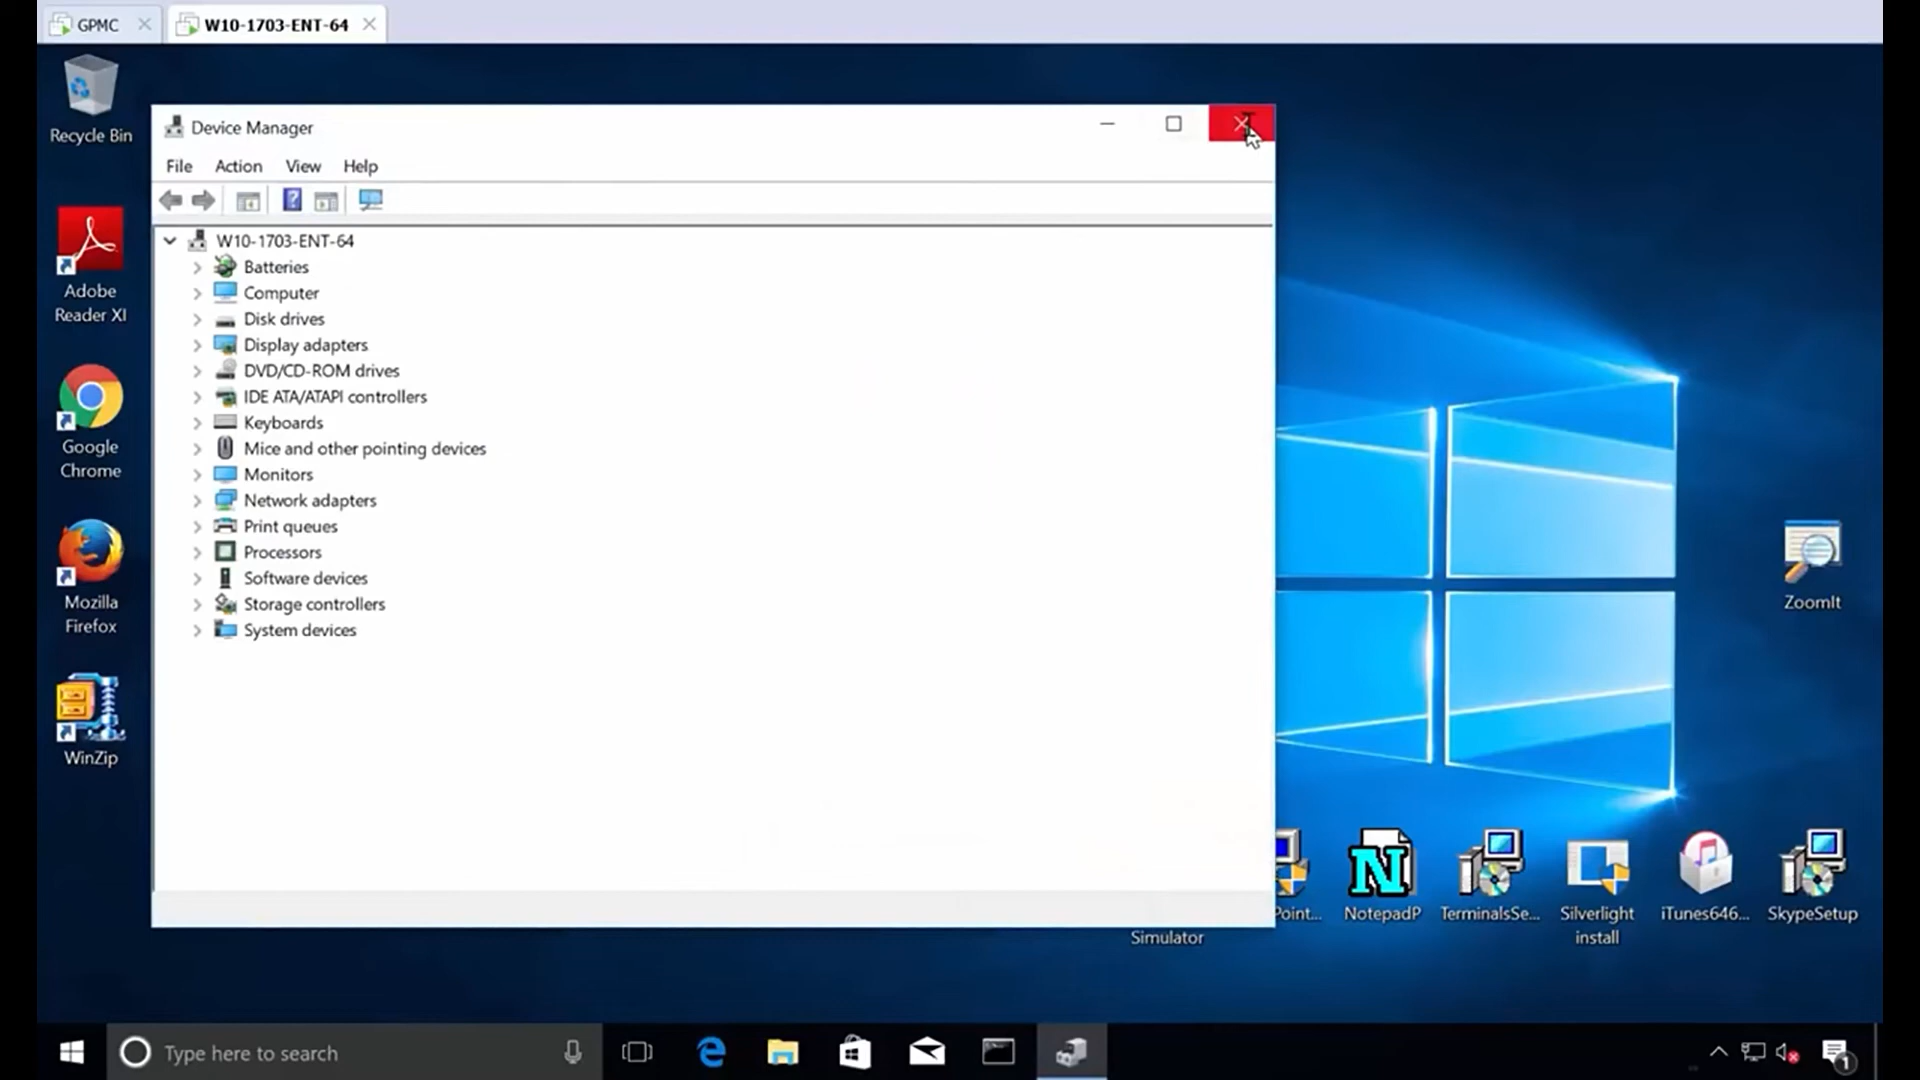 GPMC
W10-1703-ENT-64
Recycle Bin
Adobe
Reader XI
Google
Chrome
Mozilla
Firefox
WinZip
Device Manager
File Action View Help
W10-1703-ENT-64
Batteries
Computer
Disk drives
Display adapters
DVD/CD-ROM drives
IDE ATA/ATAPI controllers
Keyboards
Mice and other pointing devices
Monitors
Network adapters
Print queues
Processors
Software devices
Storage controllers
System devices
ZoomIt
Point...
Simulator
NotepadP
TerminalsSe...
Silverlight
install
iTunes646...
SkypeSetup
Type here to search
1